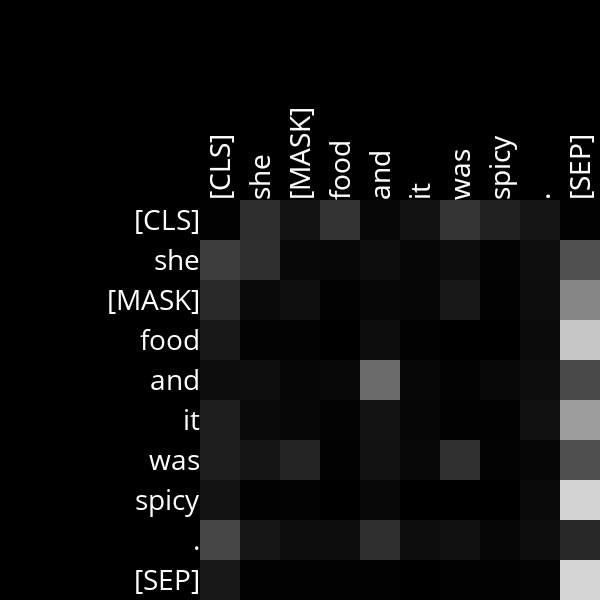 [CLS]
she
[MASK]
food
and
it
was
spicy
.
[SEP]
[CLS]
she
[MASK]
food
and
it
was
spicy
.
[SEP]